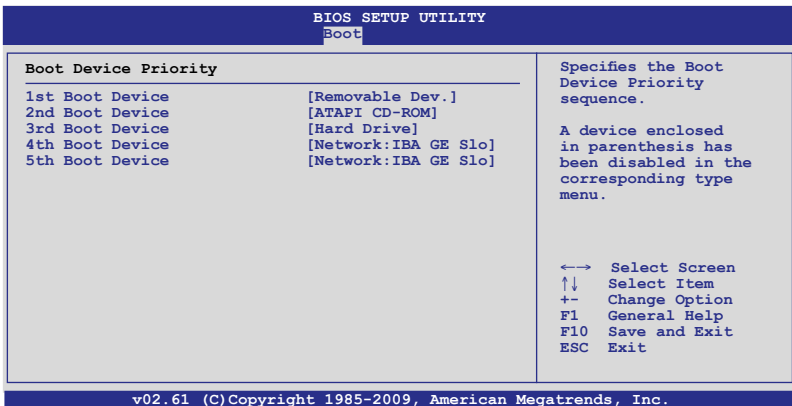 BIOS SETUP UTILITY
Boot
Boot Device Priority
1st Boot Device [Removable Dev.]
2nd Boot Device [ATAPI CD-ROM]
3rd Boot Device [Hard Drive]
4th Boot Device [Network:IBA GE Slo]
5th Boot Device [Network:IBA GE Slo]
Specifies the Boot
Device Priority
sequence.
A device enclosed
in parenthesis has
been disabled in the
corresponding type
menu.
←→ Select Screen
↑↓ Select Item
+- Change Option
F1 General Help
F10 Save and Exit
ESC Exit
v02.61 (C)Copyright 1985-2009, American Megatrends, Inc.